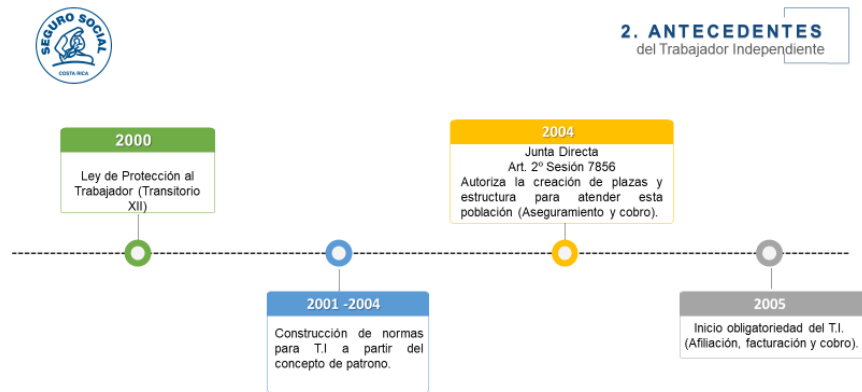 SEGURO SOCIAL
COSTA RICA
2. ANTECEDENTES
del Trabajador Independiente
2000
Ley de Protección al
Trabajador (Transitorio
XII)
2004
Junta Directa
Art. 2º Sesión 7856
Autoriza la creación de plazas y
estructura para atender esta
población (Aseguramiento y cobro).
2001 -2004
Construcción de normas
para T.I a partir del
concepto de patrono.
2005
Inicio obligatoriedad del T.I.
(Afiliación, facturación y cobro).